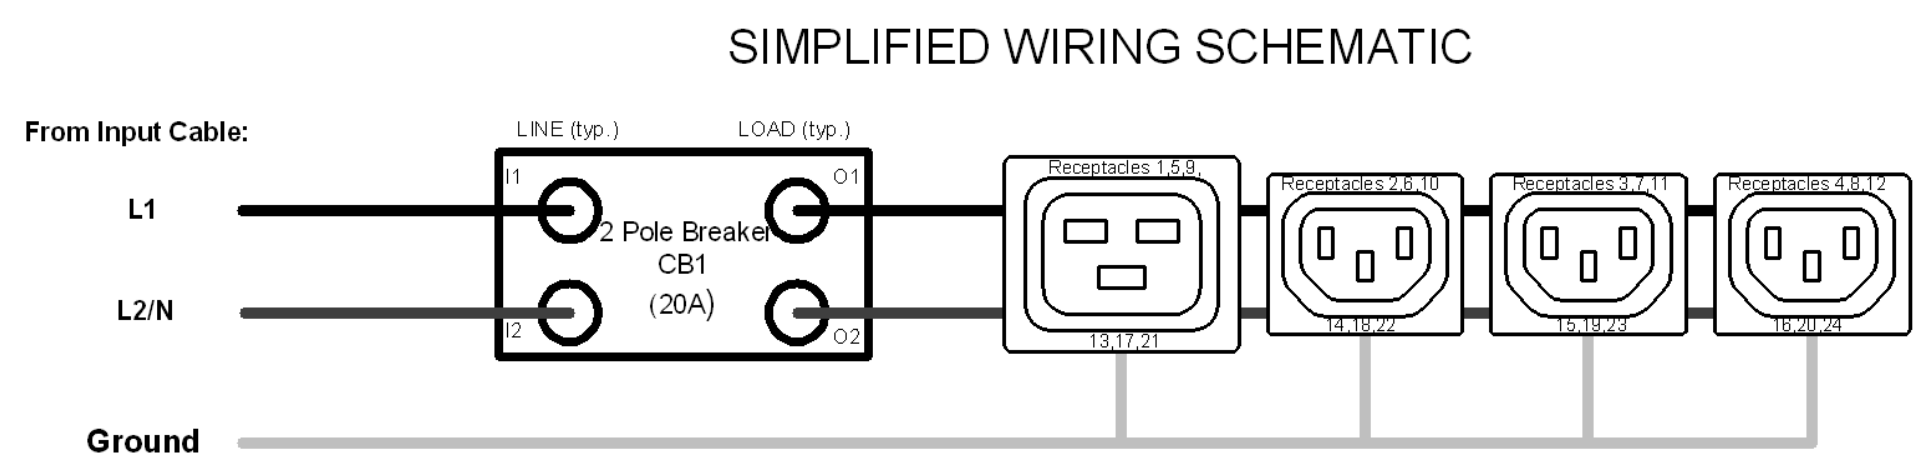 SIMPLIFIED WIRING SCHEMATIC
From Input Cable:
LINE (typ.)
LOAD (typ.)
I1
O1
L1
2 Pole Breaker
CB1
(20A)
L2/N
I2
O2
Receptacles 1,5,9,
13,17,21
Receptacles 2,6,10
14,18,22
Receptacles 3,7,11
15,19,23
Receptacles 4,8,12
16,20,24
Ground